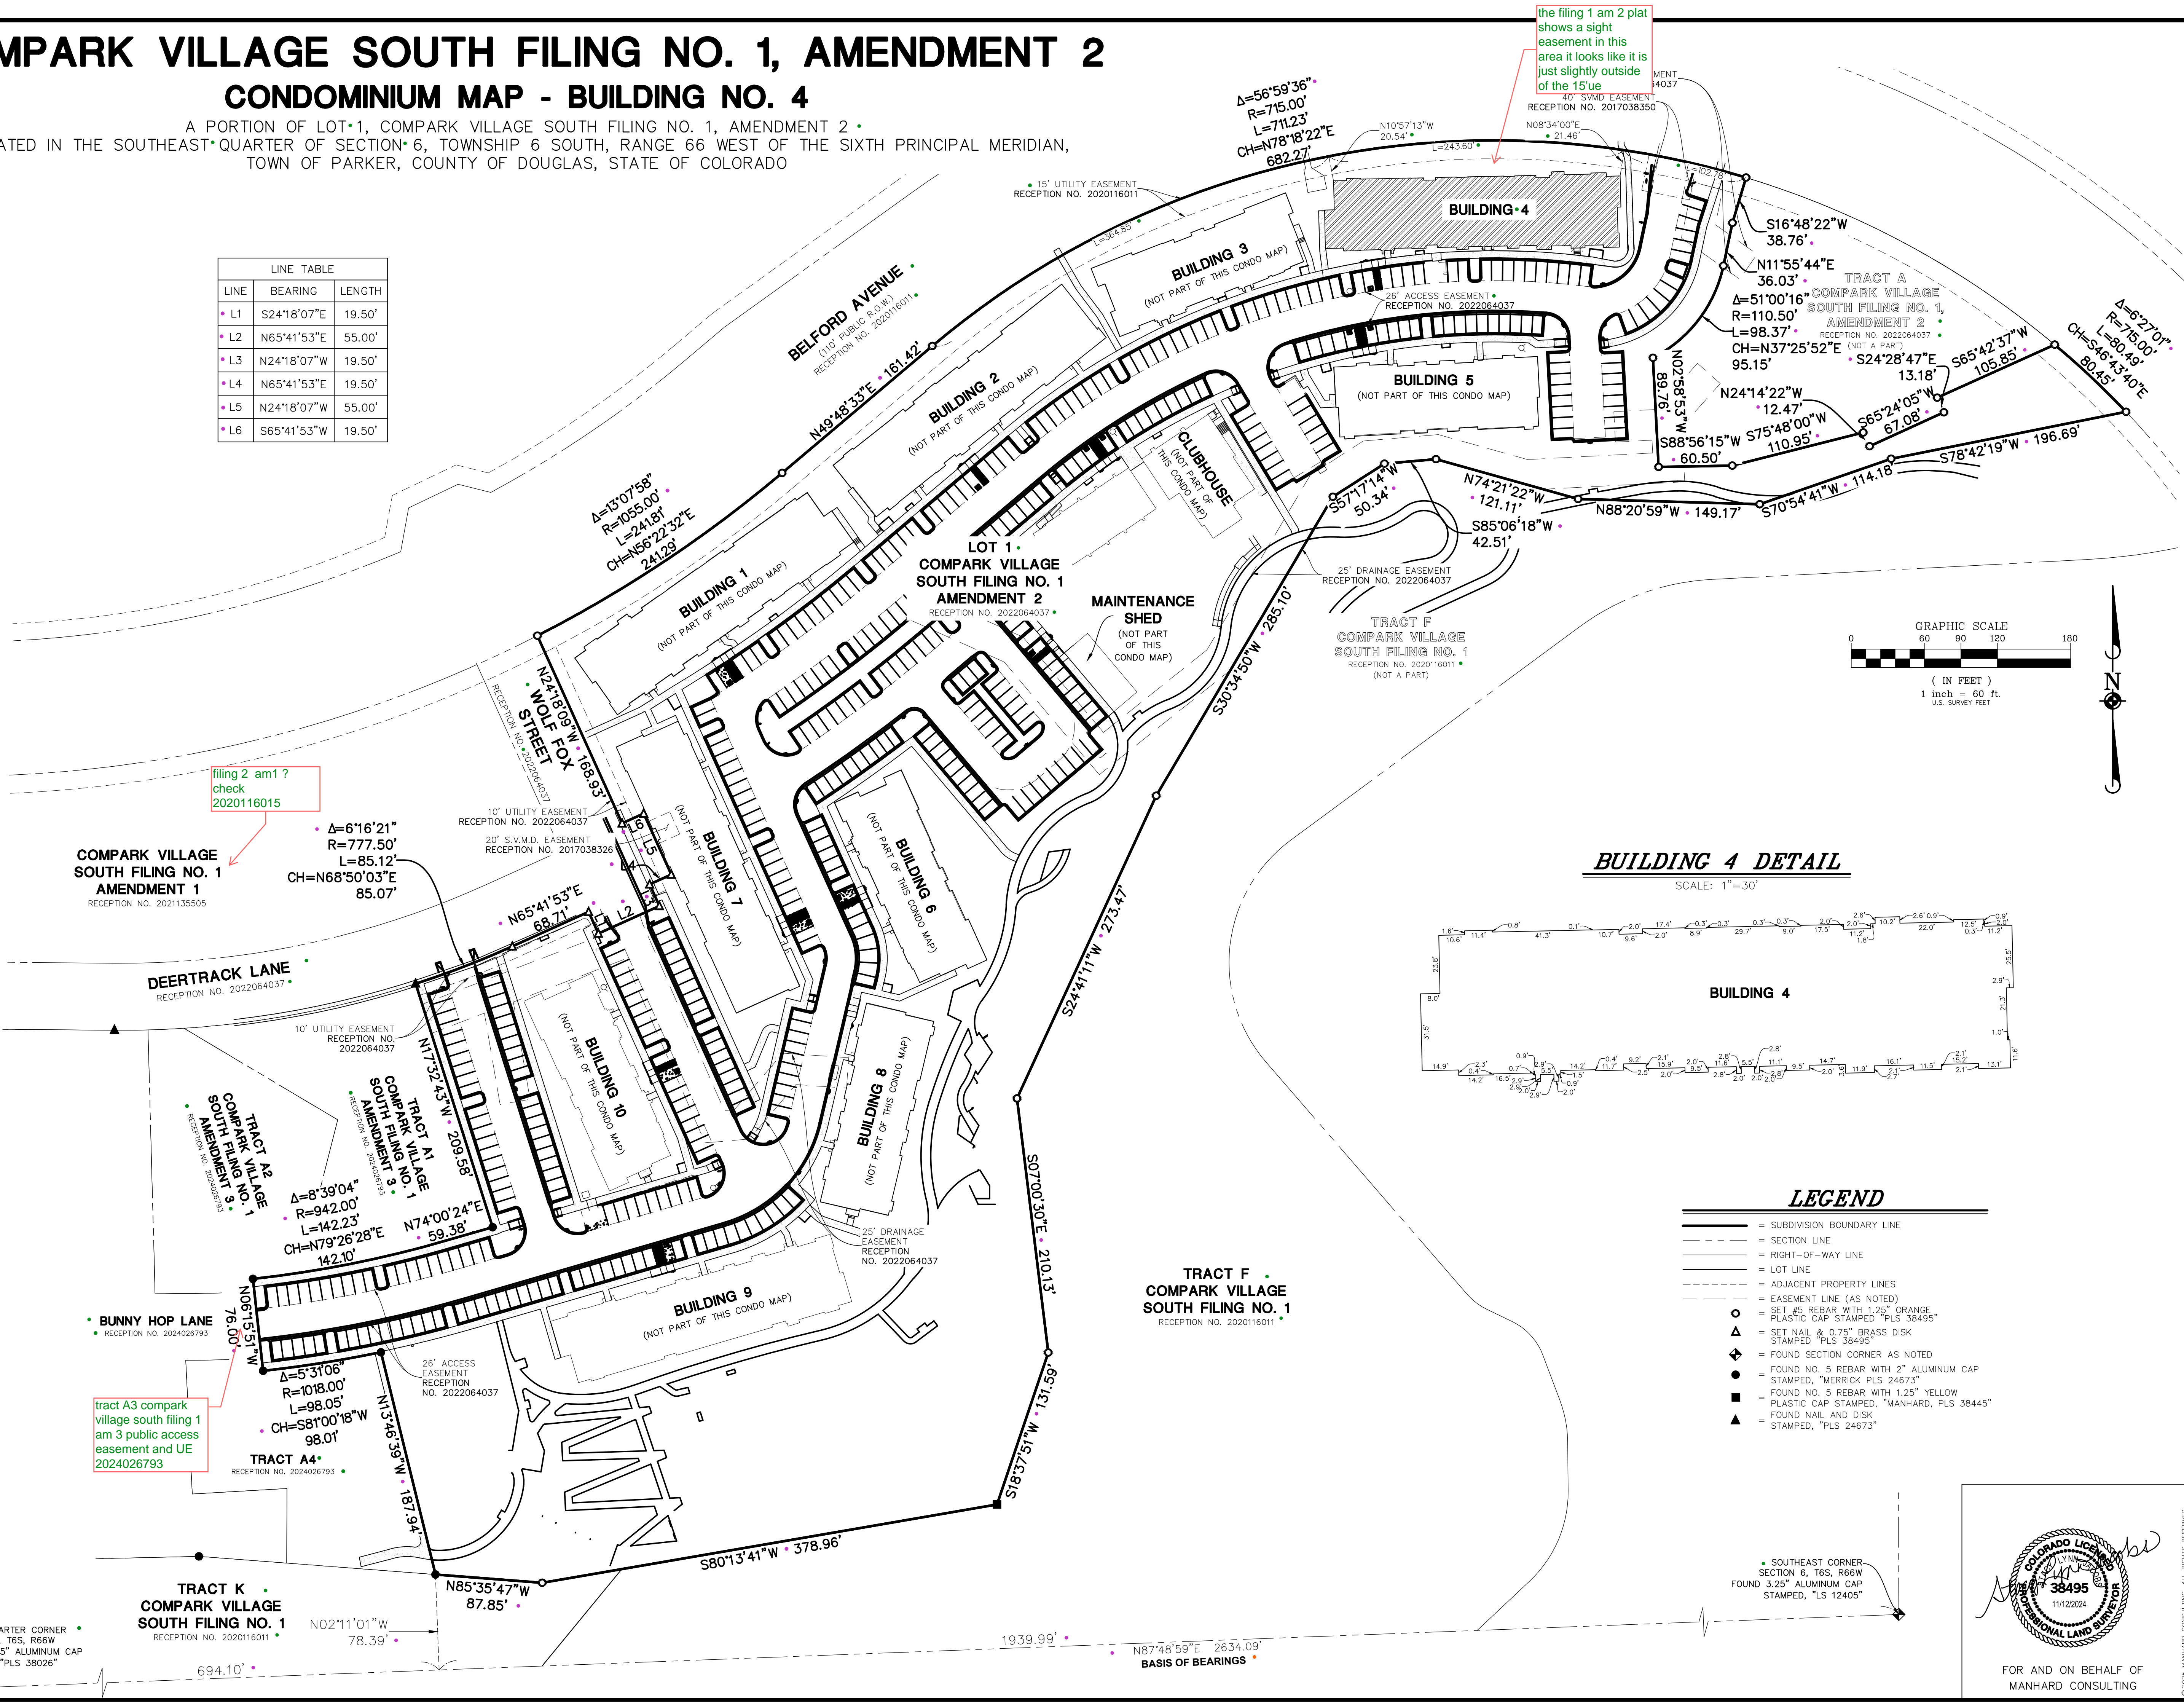 MPARK VILLAGE SOUTH FILING NO. 1, AMENDMENT 2
CONDOMINIUM MAP - BUILDING NO. 4
A PORTION OF LOT 1, COMPARK VILLAGE SOUTH FILING NO. 1, AMENDMENT 2
ATED IN THE SOUTHEAST QUARTER OF SECTION 6, TOWNSHIP 6 SOUTH, RANGE 66 WEST OF THE SIXTH PRINCIPAL MERIDIAN,
TOWN OF PARKER, COUNTY OF DOUGLAS, STATE OF COLORADO
the filing 1 am 2 plat
shows a sight
easement in this
area it looks like it is
just slightly outside
of the 15'ue
MENT
4037
40' SVMD EASEMENT
RECEPTION NO. 2017038350
Δ=56°59'36"
R=715.00'
L=711.23'
CH=N78°18'22"E
682.27'
N10°57'13"W
20.54'
N08°34'00"E
21.46'
L=243.60'
L=102.78'
15' UTILITY EASEMENT
RECEPTION NO. 2020116011
L=364.85'
LINE TABLE
LINE BEARING LENGTH
L1 S24°18'07"E 19.50'
L2 N65°41'53"E 55.00'
L3 N24°18'07"W 19.50'
L4 N65°41'53"E 19.50'
L5 N24°18'07"W 55.00'
L6 S65°41'53"W 19.50'
BELFORD AVENUE
(110' PUBLIC R.O.W.)
RECEPTION NO. 2020116011
N49°48'33"E 161.42'
BUILDING 4
BUILDING 3
(NOT PART OF THIS CONDO MAP)
BUILDING 2
(NOT PART OF THIS CONDO MAP)
26' ACCESS EASEMENT
RECEPTION NO. 2022064037
BUILDING 5
(NOT PART OF THIS CONDO MAP)
CLUBHOUSE
(NOT PART OF
THIS CONDO MAP)
S16°48'22"W
38.76'
N11°55'44"E
36.03'
Δ=51°00'16"
R=110.50'
L=98.37'
CH=N37°25'52"E
95.15'
TRACT A
COMPARK VILLAGE
SOUTH FILING NO. 1,
AMENDMENT 2
RECEPTION NO. 2022064037
(NOT A PART)
S24°28'47"E
13.18'
S65°42'37"W
105.85'
Δ=6°27'01"
R=715.00'
L=80.49'
CH=S46°43'40"E
80.45'
N02°58'53"W
89.76'
N24°14'22"W
12.47'
S65°24'05"W
67.08'
S88°56'15"W
60.50'
S75°48'00"W
110.95'
S78°42'19"W 196.69'
S70°54'41"W 114.18'
N88°20'59"W 149.17'
N74°21'22"W
121.11'
S85°06'18"W
42.51'
S57°17'14"W
50.34'
Δ=13°07'58"
R=1055.00'
L=241.81'
CH=N56°22'32"E
241.29'
BUILDING 1
(NOT PART OF THIS CONDO MAP)
LOT 1
COMPARK VILLAGE
SOUTH FILING NO. 1
AMENDMENT 2
RECEPTION NO. 2022064037
25' DRAINAGE EASEMENT
RECEPTION NO. 2022064037
MAINTENANCE
SHED
(NOT PART
OF THIS
CONDO MAP)
TRACT F
COMPARK VILLAGE
SOUTH FILING NO. 1
RECEPTION NO. 2020116011
(NOT A PART)
S30°34'50"W 285.10'
GRAPHIC SCALE
0 60 90 120 180
( IN FEET )
1 inch = 60 ft.
U.S. SURVEY FEET
N
N24°18'09"W 168.93'
WOLF FOX
STREET
RECEPTION NO. 2022064037
filing 2 am1 ?
check
2020116015
COMPARK VILLAGE
SOUTH FILING NO. 1
AMENDMENT 1
RECEPTION NO. 2021135505
Δ=6°16'21"
R=777.50'
L=85.12'
CH=N68°50'03"E
85.07'
10' UTILITY EASEMENT
RECEPTION NO. 2022064037
20' S.V.M.D. EASEMENT
RECEPTION NO. 2017038326
L6
L5
L4
L3
L2
L1
N65°41'53"E
68.71'
BUILDING 7
(NOT PART OF THIS CONDO MAP)
BUILDING 6
(NOT PART OF THIS CONDO MAP)
S24°41'11"W 273.47'
DEERTRACK LANE
RECEPTION NO. 2022064037
10' UTILITY EASEMENT
RECEPTION NO.
2022064037
N17°32'43"W 209.58'
BUILDING 10
(NOT PART OF THIS CONDO MAP)
BUILDING 8
(NOT PART OF THIS CONDO MAP)
TRACT A1
COMPARK VILLAGE
SOUTH FILING NO. 1
AMENDMENT 3
RECEPTION NO. 2024026793
TRACT A2
COMPARK VILLAGE
SOUTH FILING NO. 1
AMENDMENT 3
RECEPTION NO. 2024026793
Δ=8°39'04"
R=942.00'
L=142.23'
CH=N79°26'28"E
142.10'
N74°00'24"E
59.38'
25' DRAINAGE
EASEMENT
RECEPTION
NO. 2022064037
S07°00'30"E 210.13'
BUILDING 9
(NOT PART OF THIS CONDO MAP)
BUNNY HOP LANE
RECEPTION NO. 2024026793
N06°15'51"W
76.00'
26' ACCESS
EASEMENT
RECEPTION
NO. 2022064037
Δ=5°31'06"
R=1018.00'
L=98.05'
CH=S81°00'18"W
98.01'
tract A3 compark
village south filing 1
am 3 public access
easement and UE
2024026793
TRACT A4
RECEPTION NO. 2024026793
N13°46'39"W 187.94'
TRACT F
COMPARK VILLAGE
SOUTH FILING NO. 1
RECEPTION NO. 2020116011
S18°37'51"W 131.59'
S80°13'41"W 378.96'
N85°35'47"W
87.85'
TRACT K
COMPARK VILLAGE
SOUTH FILING NO. 1
RECEPTION NO. 2020116011
ARTER CORNER
T6S, R66W
5" ALUMINUM CAP
"PLS 38026"
N02°11'01"W
78.39'
694.10'
1939.99'
N87°48'59"E 2634.09'
BASIS OF BEARINGS
BUILDING 4 DETAIL
SCALE: 1"=30'
BUILDING 4
LEGEND
= SUBDIVISION BOUNDARY LINE
= SECTION LINE
= RIGHT-OF-WAY LINE
= LOT LINE
= ADJACENT PROPERTY LINES
= EASEMENT LINE (AS NOTED)
= SET #5 REBAR WITH 1.25" ORANGE
PLASTIC CAP STAMPED "PLS 38495"
= SET NAIL & 0.75" BRASS DISK
STAMPED "PLS 38495"
= FOUND SECTION CORNER AS NOTED
= FOUND NO. 5 REBAR WITH 2" ALUMINUM CAP
STAMPED, "MERRICK PLS 24673"
= FOUND NO. 5 REBAR WITH 1.25" YELLOW
PLASTIC CAP STAMPED, "MANHARD, PLS 38445"
= FOUND NAIL AND DISK
STAMPED, "PLS 24673"
SOUTHEAST CORNER
SECTION 6, T6S, R66W
FOUND 3.25" ALUMINUM CAP
STAMPED, "LS 12405"
COLORADO LICENSED
38495
11/12/2024
PROFESSIONAL LAND SURVEYOR
FOR AND ON BEHALF OF
MANHARD CONSULTING